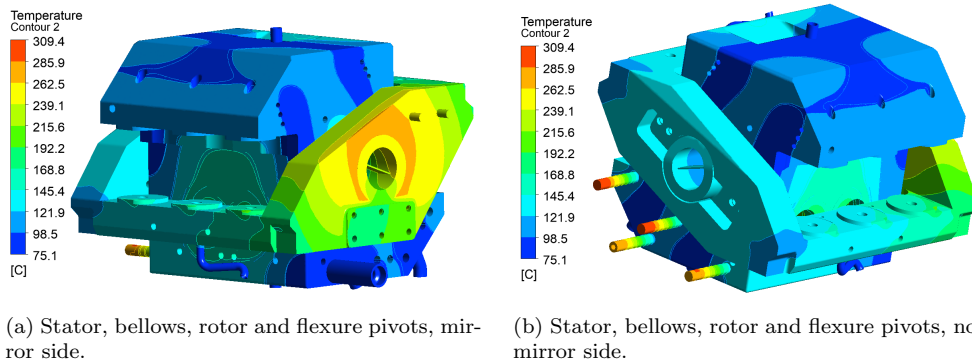 Temperature
Contour 2
309.4
285.9
262.5
239.1
215.6
192.2
168.8
145.4
121.9
98.5
75.1
[C]
(a) Stator, bellows, rotor and flexure pivots, mir-
ror side.
Temperature
Contour 2
309.4
285.9
262.5
239.1
215.6
192.2
168.8
145.4
121.9
98.5
75.1
[C]
(b) Stator, bellows, rotor and flexure pivots, no
mirror side.